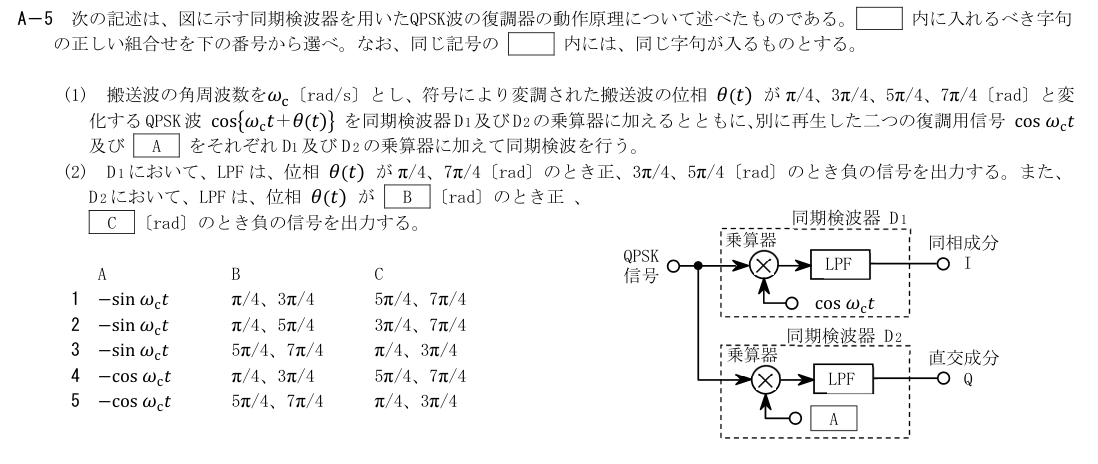 A－5　次の記述は、図に示す同期検波器を用いたQPSK波の復調器の動作原理について述べたものである。　　　内に入れるべき字句
の正しい組合せを下の番号から選べ。なお、同じ記号の　　　内には、同じ字句が入るものとする。
(1)　搬送波の角周波数をω_c〔rad/s〕とし、符号により変調された搬送波の位相 θ(t) がπ/4、3π/4、5π/4、7π/4〔rad〕と変
化するQPSK波 cos{ω_c t＋θ(t)} を同期検波器D1及びD2の乗算器に加えるとともに、別に再生した二つの復調用信号 cos ω_c t
及び A をそれぞれD1及びD2の乗算器に加えて同期検波を行う。
(2)　D1において、LPFは、位相 θ(t) がπ/4、7π/4〔rad〕のとき正、3π/4、5π/4〔rad〕のとき負の信号を出力する。また、
D2において、LPFは、位相 θ(t) が B 〔rad〕のとき正 、
C 〔rad〕のとき負の信号を出力する。
A　B　C
1　－sin ω_c t　π/4、3π/4　5π/4、7π/4
2　－sin ω_c t　π/4、5π/4　3π/4、7π/4
3　－sin ω_c t　5π/4、7π/4　π/4、3π/4
4　－cos ω_c t　π/4、3π/4　5π/4、7π/4
5　－cos ω_c t　5π/4、7π/4　π/4、3π/4
同期検波器 D1
乗算器
QPSK
信号
LPF
同相成分
I
cos ω_c t
同期検波器 D2
乗算器
LPF
直交成分
Q
A